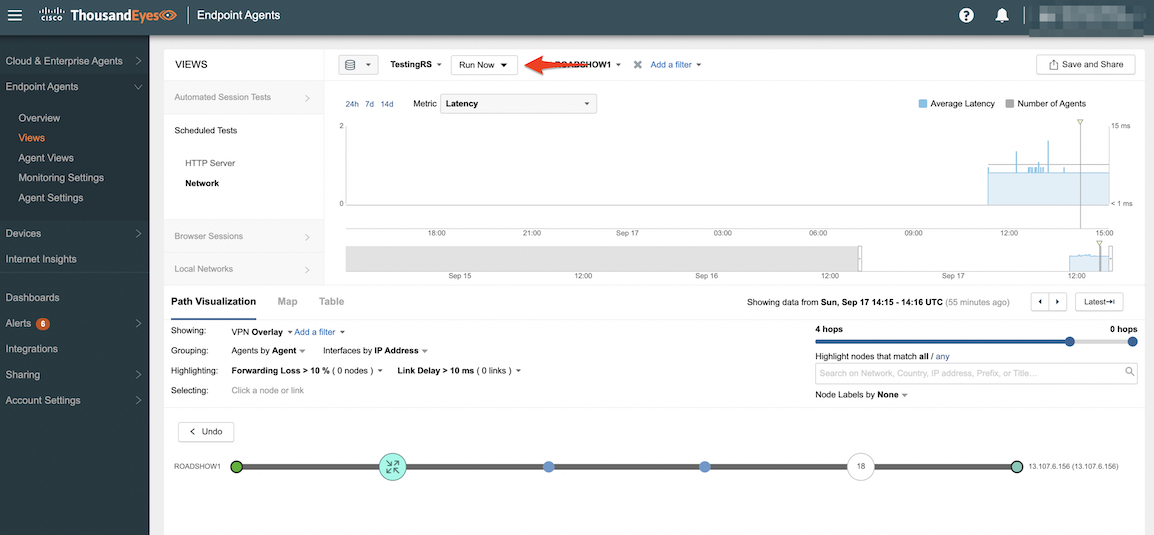 CISCO ThousandEyes Endpoint Agents ?
Cloud & Enterprise Agents
Endpoint Agents
Overview
Views
Agent Views
Monitoring Settings
Agent Settings
Devices
Internet Insights
Dashboards
Alerts 6
Integrations
Sharing
Account Settings
VIEWS
Automated Session Tests
Scheduled Tests
HTTP Server
Network
Browser Sessions
Local Networks
TestingRS Run Now ROADSHOW1 Add a filter Save and Share
24h 7d 14d Metric Latency Average Latency Number of Agents
2 15 ms
0 < 1 ms
18:00 21:00 Sep 17 03:00 06:00 09:00 12:00 15:00
Sep 15 12:00 Sep 16 12:00 Sep 17 12:00
Path Visualization Map Table Showing data from Sun, Sep 17 14:15 - 14:16 UTC (55 minutes ago) Latest
Showing: VPN Overlay Add a filter
Grouping: Agents by Agent Interfaces by IP Address
Highlighting: Forwarding Loss > 10 % ( 0 nodes ) Link Delay > 10 ms ( 0 links )
Selecting: Click a node or link
4 hops 0 hops
Highlight nodes that match all / any
Search on Network, Country, IP address, Prefix, or Title…
Node Labels by None
Undo
ROADSHOW1 18 13.107.6.156 (13.107.6.156)